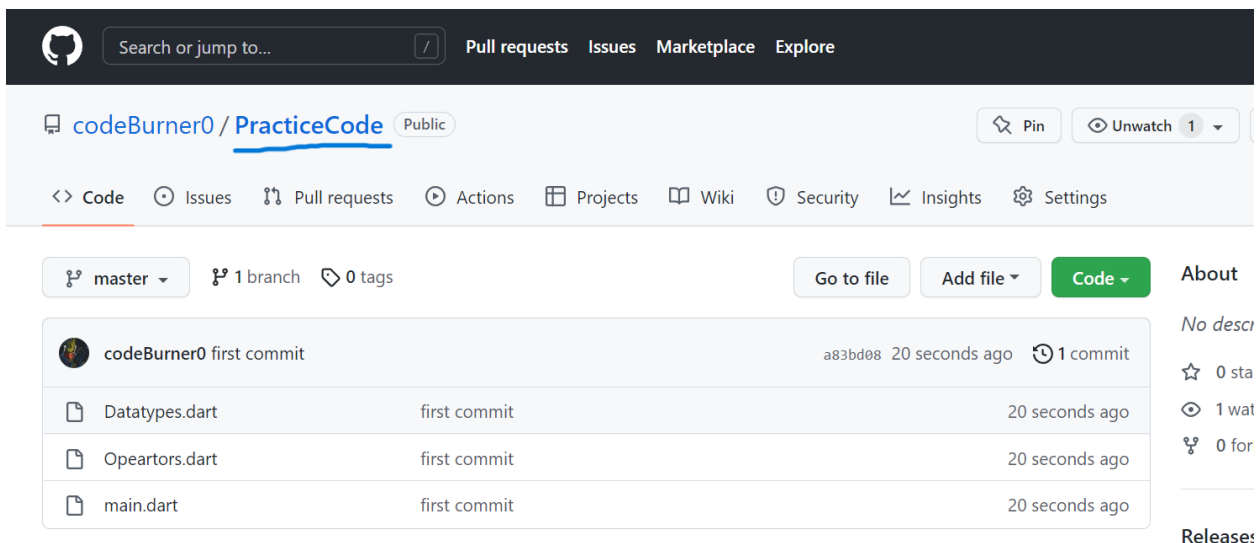 Search or jump to... / Pull requests Issues Marketplace Explore
codeBurner0 / PracticeCode Public Pin Unwatch 1
Code Issues Pull requests Actions Projects Wiki Security Insights Settings
master 1 branch 0 tags Go to file Add file Code About
No descr
codeBurner0 first commit a83bd08 20 seconds ago 1 commit
0 sta
Datatypes.dart first commit 20 seconds ago
1 wat
Opeartors.dart first commit 20 seconds ago
0 for
main.dart first commit 20 seconds ago
Releases